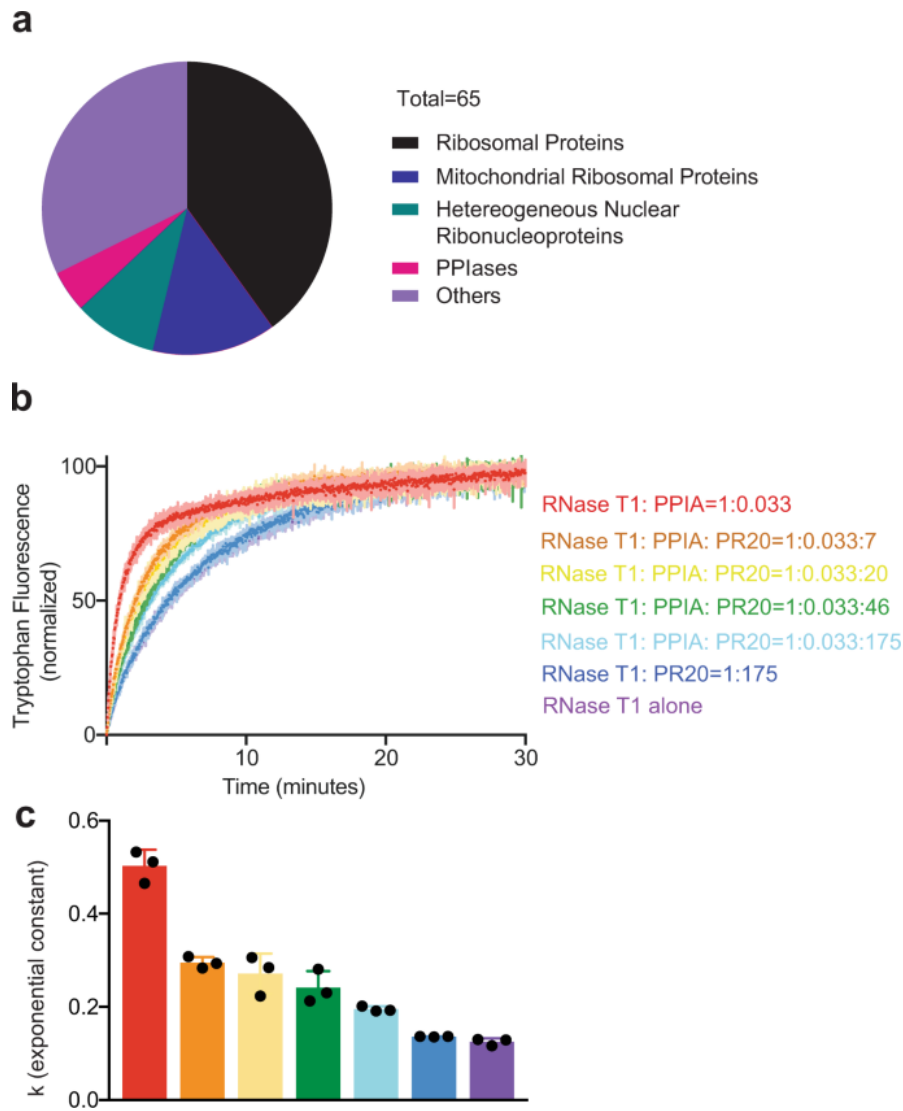 a
Total=65
Ribosomal Proteins
Mitochondrial Ribosomal Proteins
Hetereogeneous Nuclear
Ribonucleoproteins
PPIases
Others
b
Tryptophan Fluorescence
(normalized)
100
50
0
10
20
30
Time (minutes)
RNase T1: PPIA=1:0.033
RNase T1: PPIA: PR20=1:0.033:7
RNase T1: PPIA: PR20=1:0.033:20
RNase T1: PPIA: PR20=1:0.033:46
RNase T1: PPIA: PR20=1:0.033:175
RNase T1: PR20=1:175
RNase T1 alone
c
k (exponential constant)
0.6
0.4
0.2
0.0